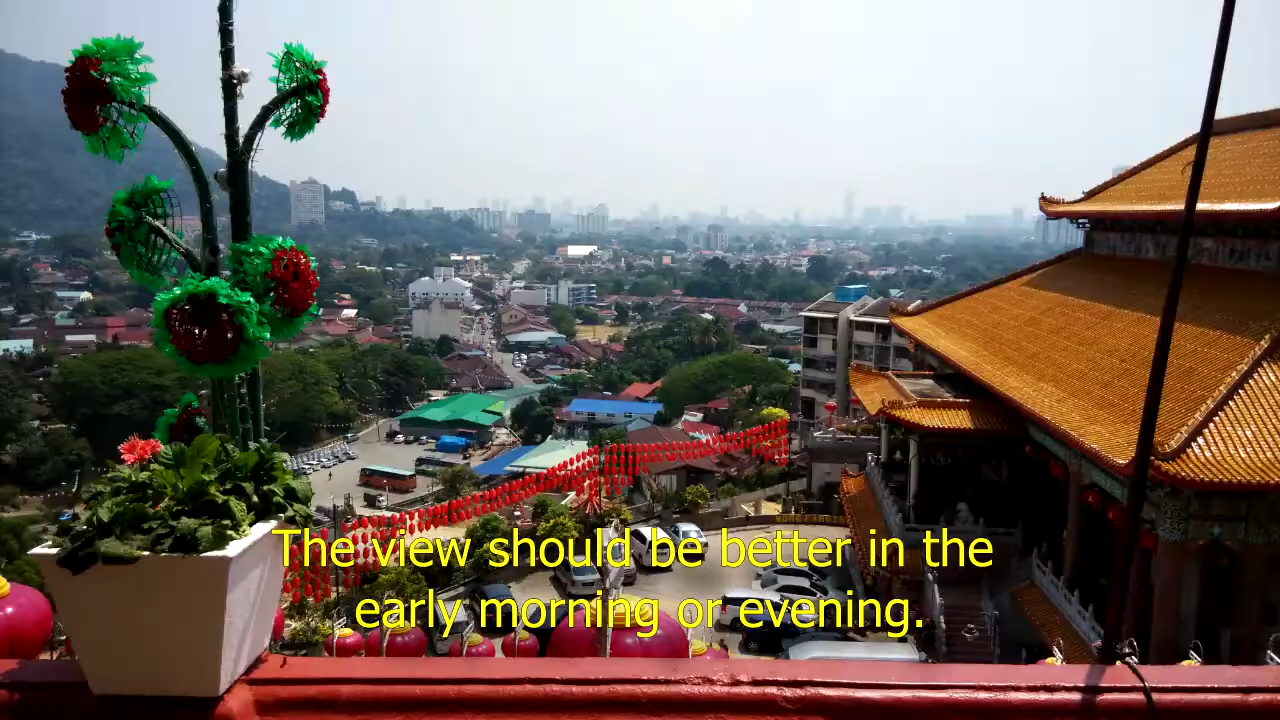 The view should be better in the
early morning or evening.